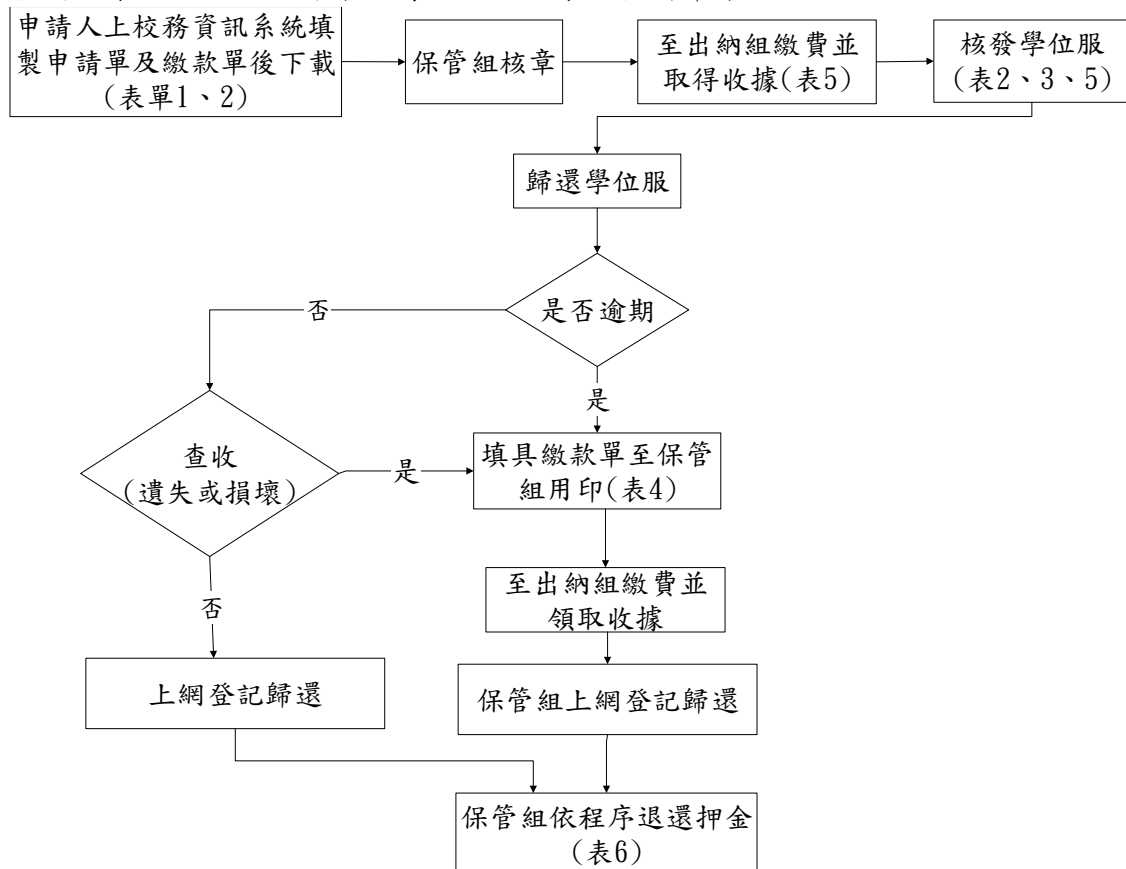 申請人上校務資訊系統填
製申請單及繳款單後下載
(表單1、2)
保管組核章
至出納組繳費並
取得收據(表5)
核發學位服
(表2、3、5)
歸還學位服
是否逾期
否
是
查收
(遺失或損壞)
是
填具繳款單至保管
組用印(表4)
否
至出納組繳費並
領取收據
上網登記歸還
保管組上網登記歸還
保管組依程序退還押金
(表6)